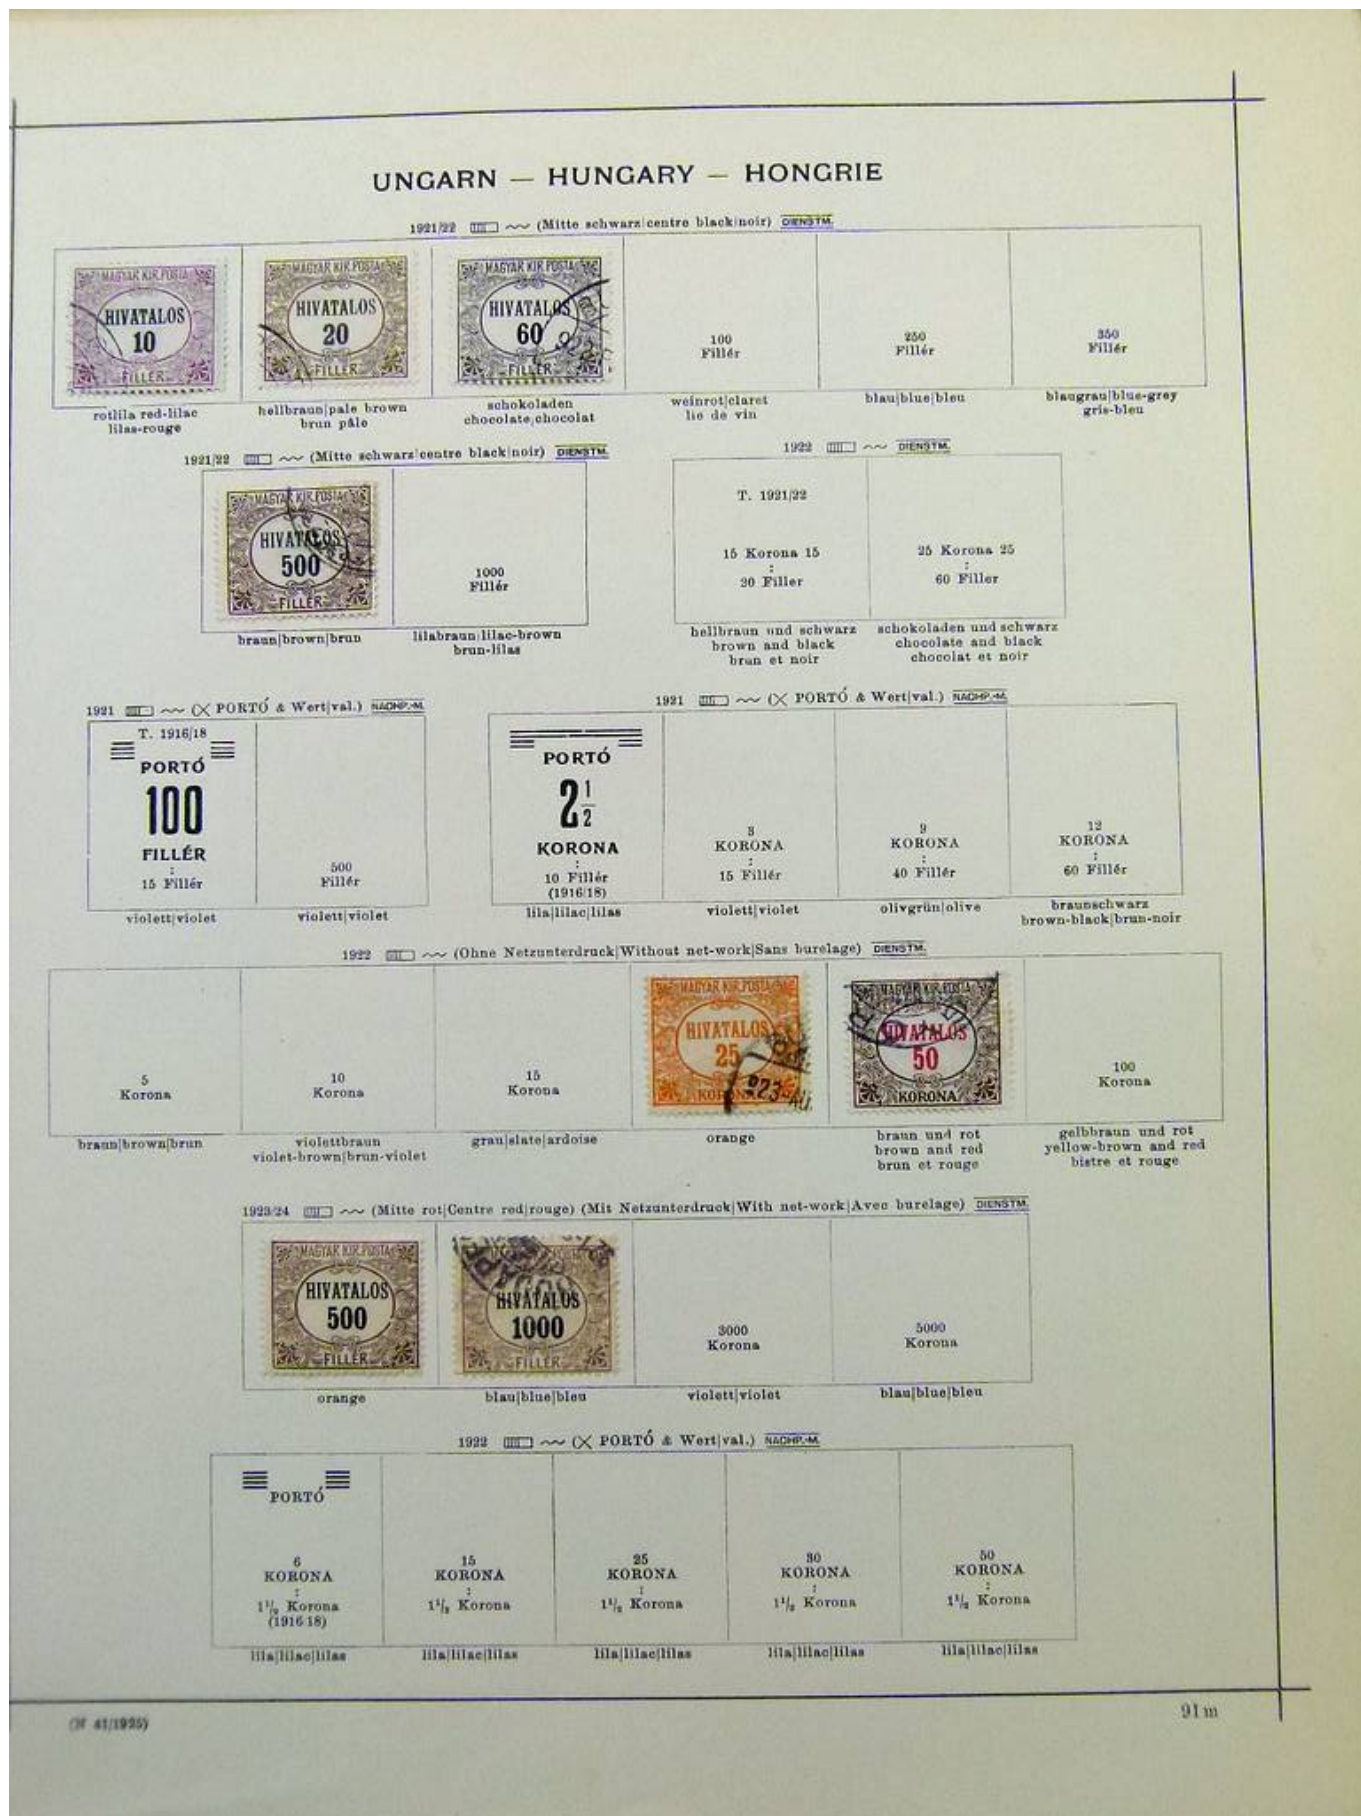 UNGARN — HUNGARY — HONGRIE
1921/22 (Mitte schwarz|centre black|noir) DIENSTM.
MAGYAR KIR. POSTA
HIVATALOS
10
FILLÉR
MAGYAR KIR. POSTA
HIVATALOS
20
FILLÉR
MAGYAR KIR. POSTA
HIVATALOS
60
FILLÉR
100
Fillér
250
Fillér
350
Fillér
rotlila red-lilac
lilas-rouge
hellbraun|pale brown
brun pâle
schokoladen
chocolate|chocolat
weinrot|claret
lie de vin
blau|blue|bleu
blaugrau|blue-grey
gris-bleu
1921/22 (Mitte schwarz|centre black|noir) DIENSTM.
MAGYAR KIR. POSTA
HIVATALOS
500
FILLÉR
1000
Fillér
braun|brown|brun
lilabraun|lilac-brown
brun-lilas
1922 DIENSTM.
T. 1921/22
15 Korona 15
:
20 Filler
25 Korona 25
:
60 Filler
hellbraun und schwarz
brown and black
brun et noir
schokoladen und schwarz
chocolate and black
chocolat et noir
1921 (X PORTÓ & Wert|val.) NACHP.-M.
T. 1916/18
PORTÓ
100
FILLÉR
:
15 Fillér
500
Fillér
violett|violet
violett|violet
1921 (X PORTÓ & Wert|val.) NACHP.-M.
PORTÓ
2 1/2
KORONA
:
10 Fillér
(1916/18)
3
KORONA
:
15 Fillér
9
KORONA
:
40 Fillér
12
KORONA
:
60 Fillér
lila|lilac|lilas
violett|violet
olivgrün|olive
braunschwarz
brown-black|brun-noir
1922 (Ohne Netzunterdruck|Without net-work|Sans burelage) DIENSTM.
5
Korona
10
Korona
15
Korona
MAGYAR KIR. POSTA
HIVATALOS
25
KORONA
923
MAGYAR KIR. POSTA
HIVATALOS
50
KORONA
100
Korona
braun|brown|brun
violettbraun
violet-brown|brun-violet
grau|slate|ardoise
orange
braun und rot
brown and red
brun et rouge
gelbbraun und rot
yellow-brown and red
bistre et rouge
1923/24 (Mitte rot|Centre red|rouge) (Mit Netzunterdruck|With net-work|Avec burelage) DIENSTM.
MAGYAR KIR. POSTA
HIVATALOS
500
FILLÉR
HIVATALOS
1000
FILLÉR
3000
Korona
5000
Korona
orange
blau|blue|bleu
violett|violet
blau|blue|bleu
1922 (X PORTÓ & Wert|val.) NACHP.-M.
PORTÓ
6
KORONA
:
1 1/2 Korona
(1916/18)
15
KORONA
:
1 1/2 Korona
25
KORONA
:
1 1/2 Korona
30
KORONA
:
1 1/2 Korona
50
KORONA
:
1 1/2 Korona
lila|lilac|lilas
lila|lilac|lilas
lila|lilac|lilas
lila|lilac|lilas
lila|lilac|lilas
41/1925)
91 m